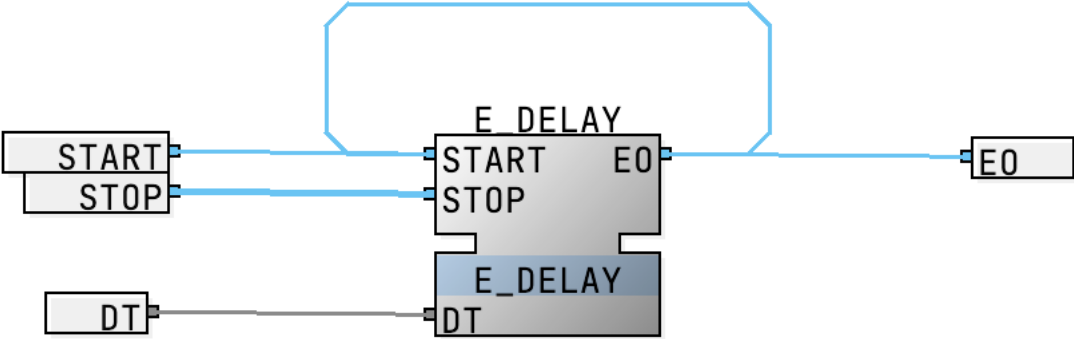 E_DELAY
START
STOP
START EO
STOP
EO
E_DELAY
DT
DT